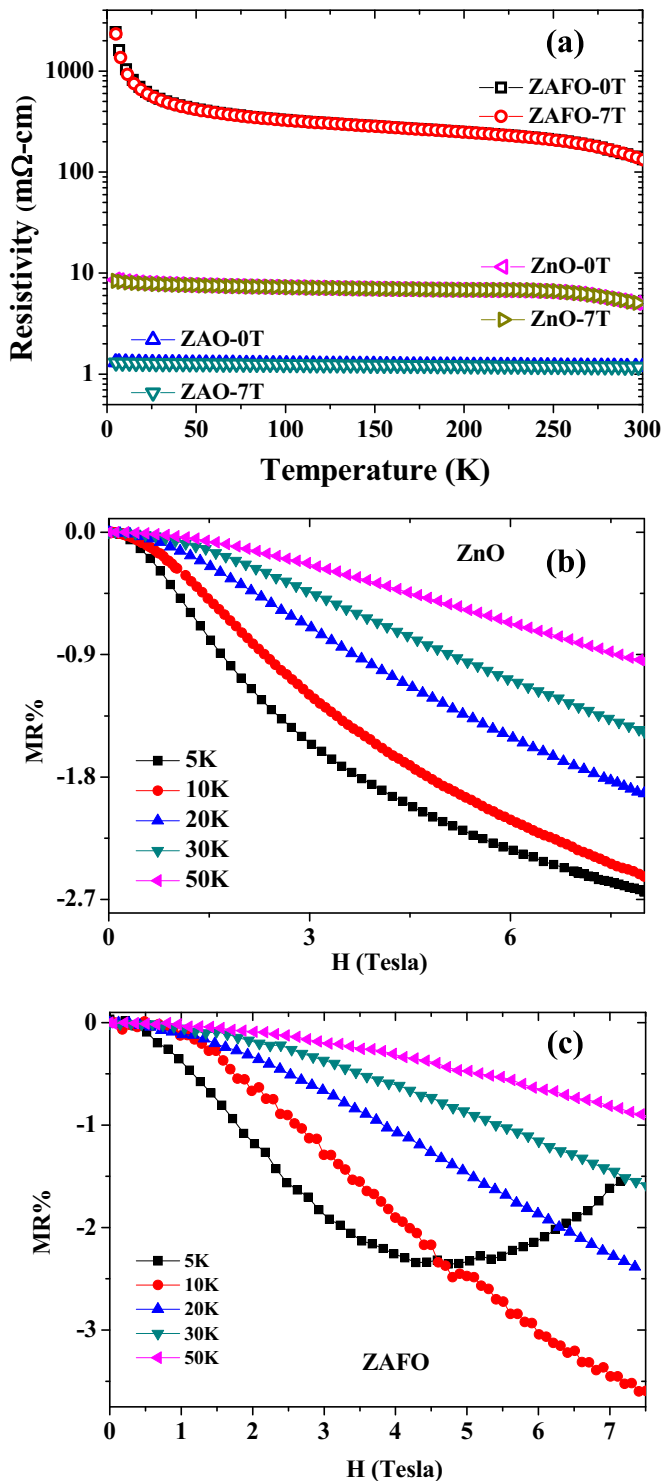 (a)
1000
ZAFO-0T
ZAFO-7T
100
Resistivity (mΩ-cm)
ZnO-0T
10
ZnO-7T
ZAO-0T
1
ZAO-7T
0 50 100 150 200 250 300
Temperature (K)
0.0
ZnO (b)
-0.9
MR%
5K
-1.8
10K
20K
30K
50K
-2.7
0 3 6
H (Tesla)
0
(c)
-1
MR%
-2
5K
10K
20K
-3
30K
50K
ZAFO
0 1 2 3 4 5 6 7
H (Tesla)